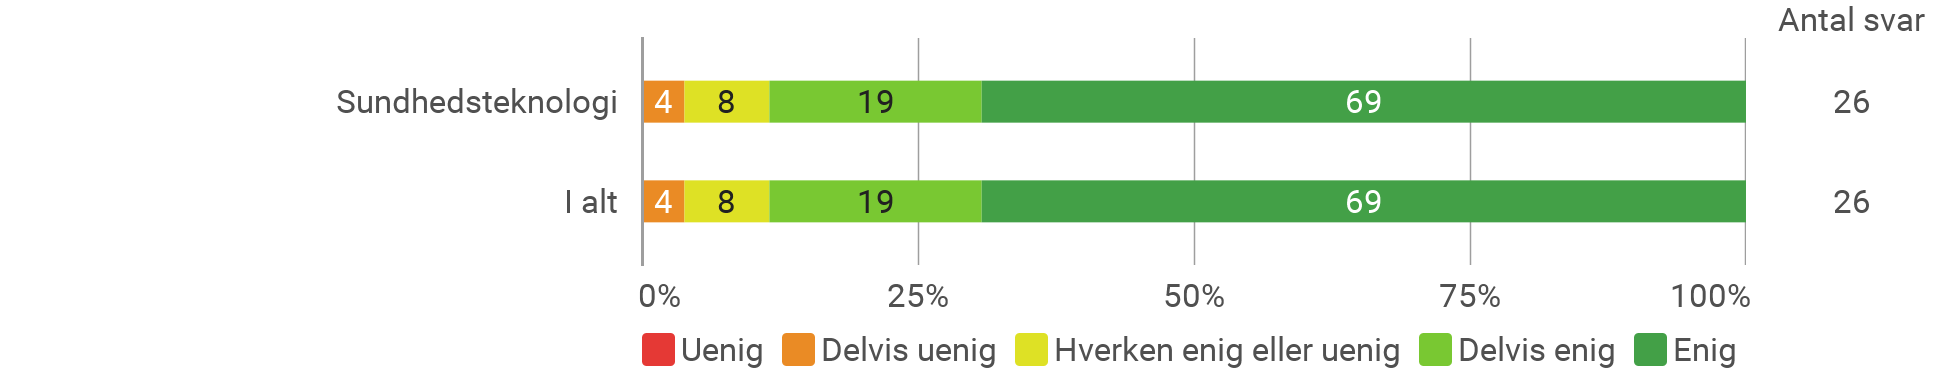 Antal svar
Sundhedsteknologi 4 8 19 69 26
I alt 4 8 19 69 26
0% 25% 50% 75% 100%
Uenig Delvis uenig Hverken enig eller uenig Delvis enig Enig